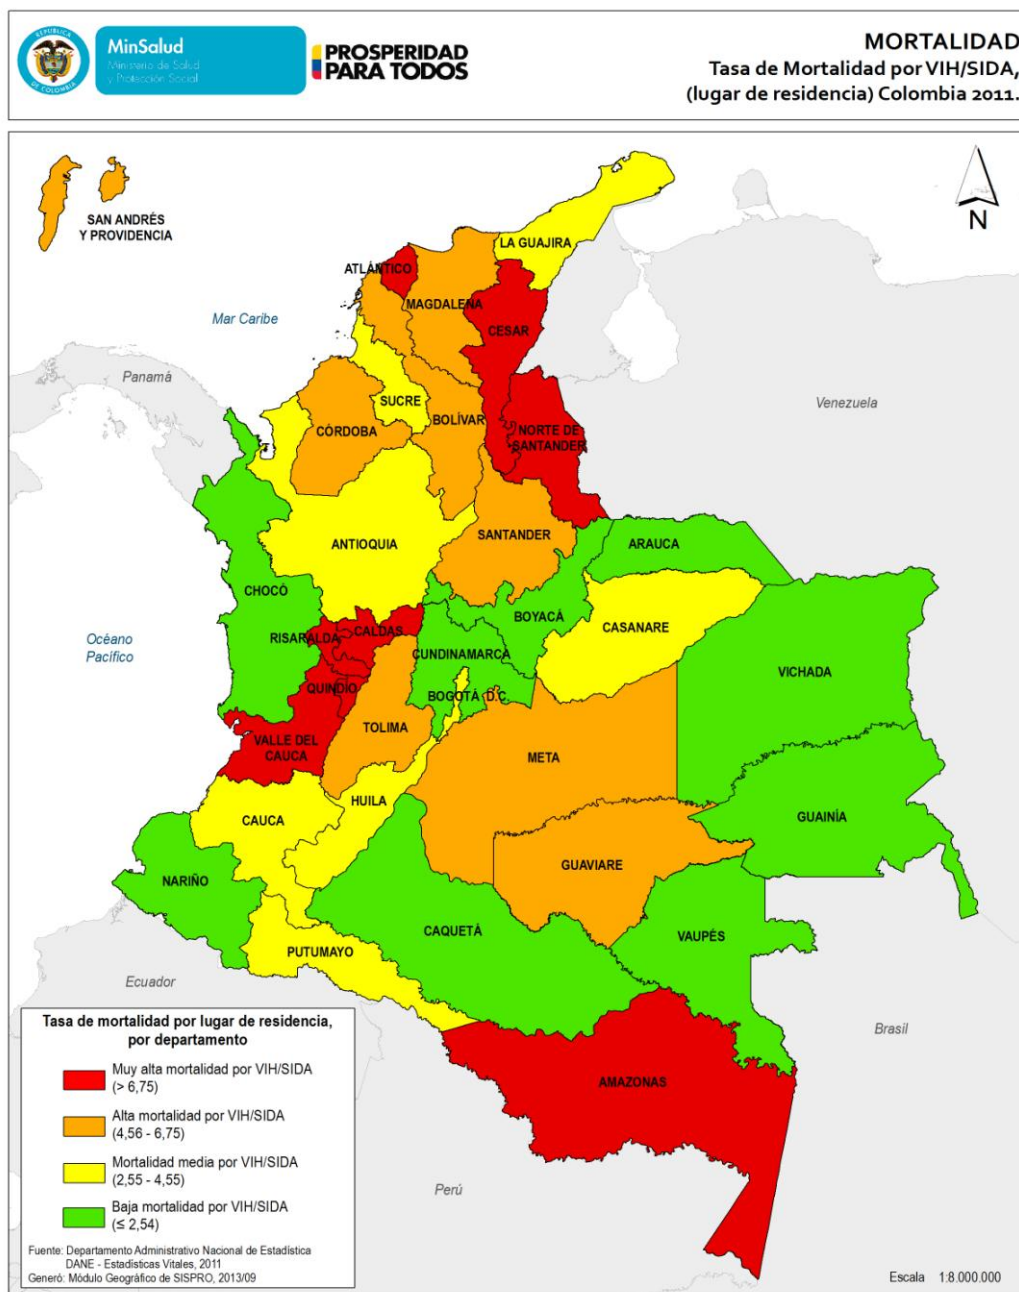 REPUBLICA
DE COLOMBIA
MinSalud
Ministerio de Salud
y Protección Social
PROSPERIDAD
PARA TODOS
MORTALIDAD
Tasa de Mortalidad por VIH/SIDA,
(lugar de residencia) Colombia 2011.
SAN ANDRÉS
Y PROVIDENCIA
N
LA GUAJIRA
ATLÁNTICO
MAGDALENA
Mar Caribe
CESAR
Panamá
Venezuela
SUCRE
BOLÍVAR
CÓRDOBA
NORTE DE
SANTANDER
SANTANDER
ANTIOQUIA
ARAUCA
CHOCÓ
BOYACÁ
CASANARE
Océano
Pacífico
RISARALDA
CALDAS
CUNDINAMARCA
VICHADA
QUINDIO
BOGOTÁ D.C.
TOLIMA
VALLE DEL
CAUCA
META
HUILA
CAUCA
GUAINÍA
GUAVIARE
NARIÑO
CAQUETÁ
VAUPÉS
PUTUMAYO
Ecuador
Brasil
AMAZONAS
Perú
Tasa de mortalidad por lugar de residencia,
por departamento
Muy alta mortalidad por VIH/SIDA
(> 6,75)
Alta mortalidad por VIH/SIDA
(4,56 - 6,75)
Mortalidad media por VIH/SIDA
(2,55 - 4,55)
Baja mortalidad por VIH/SIDA
(≤ 2,54)
Fuente: Departamento Administrativo Nacional de Estadística
DANE - Estadísticas Vitales, 2011
Generó: Módulo Geográfico de SISPRO, 2013/09
Escala 1:8.000.000